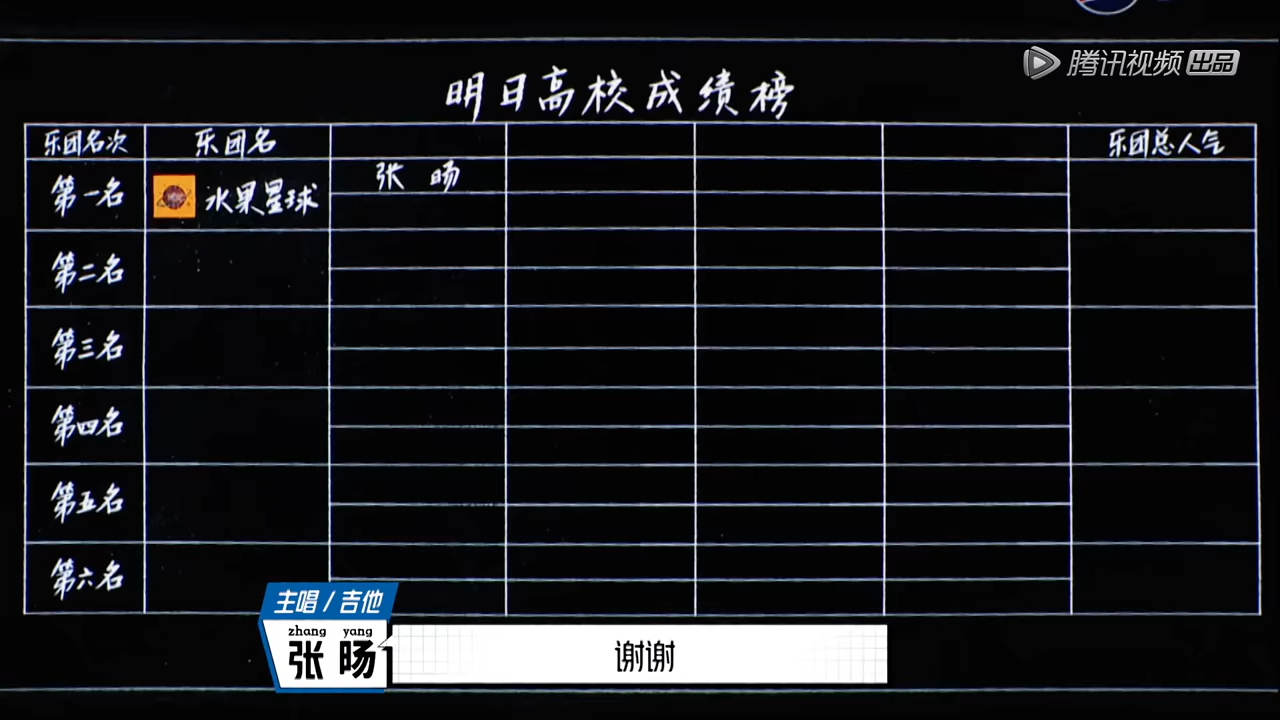 腾讯视频 出品
明日高校成绩榜
乐团名次 乐团名 乐团总人气
第一名 水果星球 张旸
第二名
第三名
第四名
第五名
第六名
主唱/吉他
zhang yang
张旸
谢谢